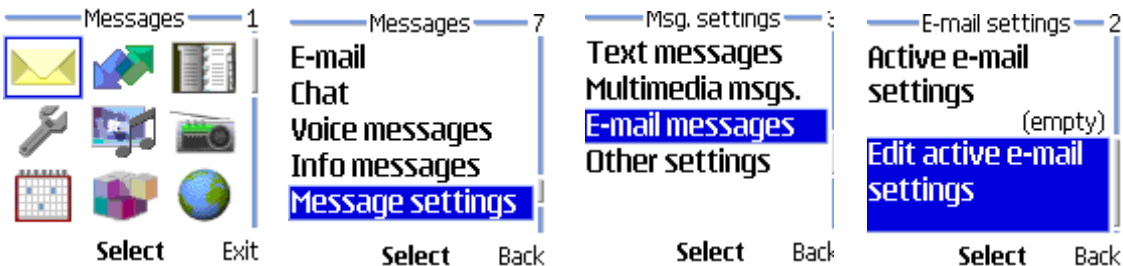 Messages 1
Select Exit
Messages 7
E-mail
Chat
Voice messages
Info messages
Message settings
Select Back
Msg. settings 3
Text messages
Multimedia msgs.
E-mail messages
Other settings
Select Back
E-mail settings 2
Active e-mail
settings
(empty)
Edit active e-mail
settings
Select Back